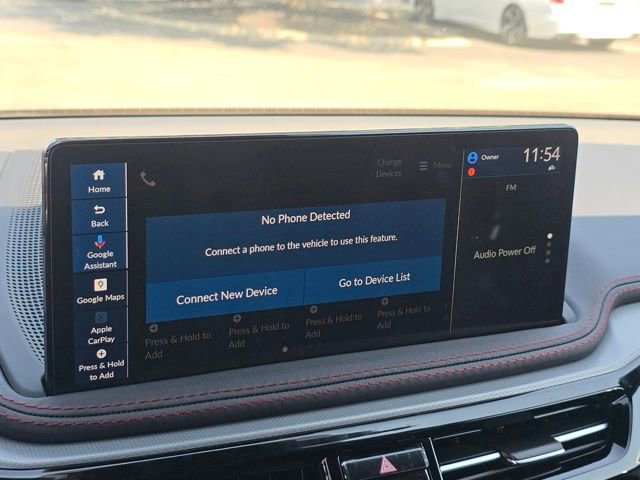 Home
Back
Google
Assistant
Google Maps
Apple
CarPlay
Press & Hold
to Add
Change
Devices
Menu
No Phone Detected
Connect a phone to the vehicle to use this feature.
Connect New Device
Go to Device List
Press & Hold to
Add
Press & Hold to
Add
Press & Hold to
Add
Press & Hold to
Add
Owner
11:54
FM
Audio Power Off